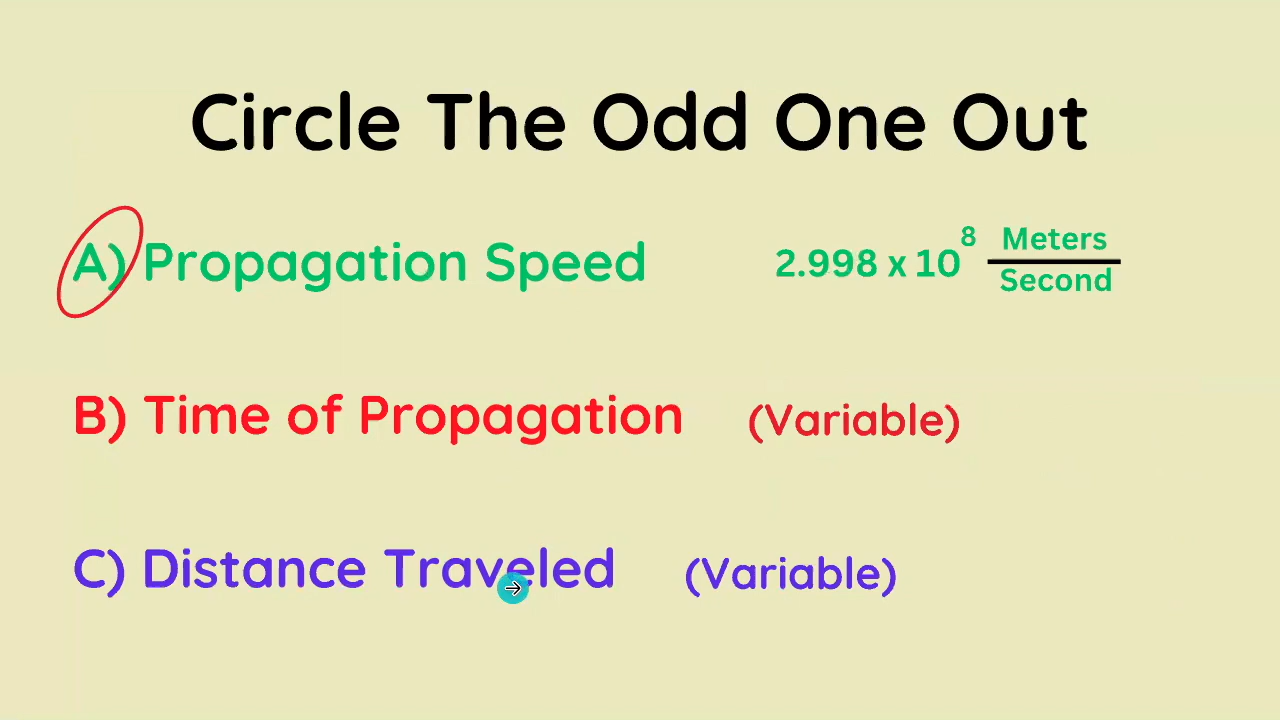 Circle The Odd One Out
A) Propagation Speed 2.998 x 10^8 Meters / Second
B) Time of Propagation (Variable)
C) Distance Traveled (Variable)